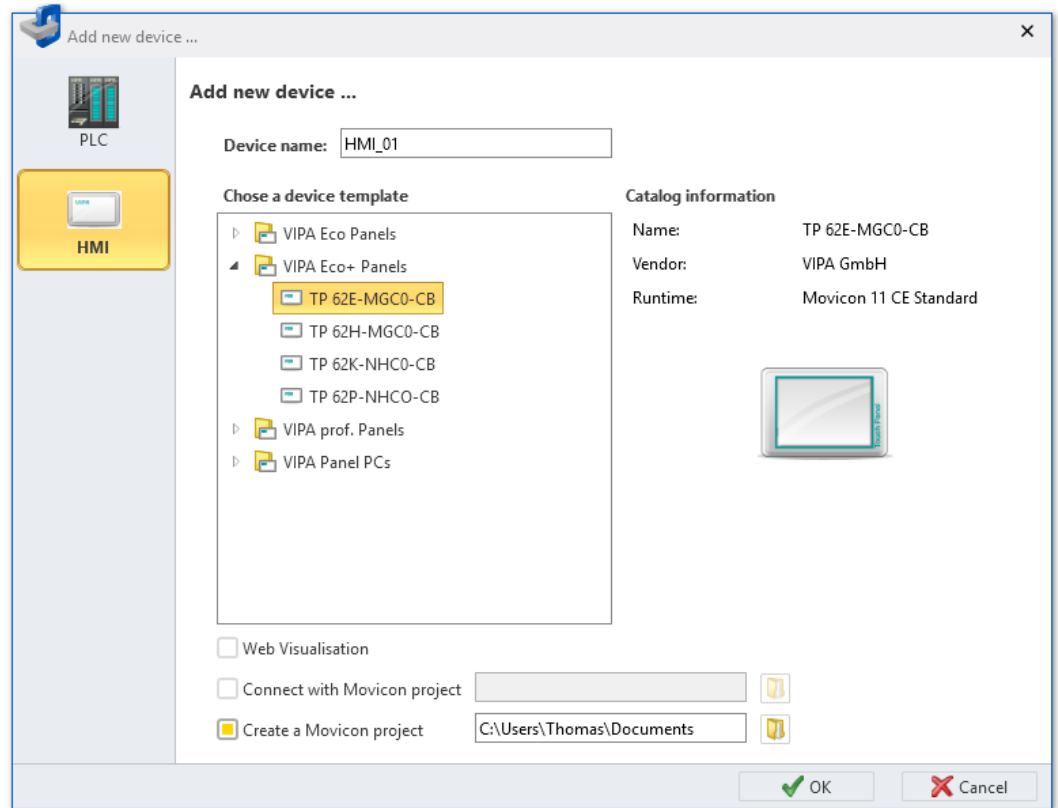 Add new device ...
PLC
HMI
Add new device ...
Device name: HMI_01
Chose a device template
VIPA Eco Panels
VIPA Eco+ Panels
TP 62E-MGC0-CB
TP 62H-MGC0-CB
TP 62K-NHC0-CB
TP 62P-NHCO-CB
VIPA prof. Panels
VIPA Panel PCs
Catalog information
Name: TP 62E-MGC0-CB
Vendor: VIPA GmbH
Runtime: Movicon 11 CE Standard
Touch Panel
Web Visualisation
Connect with Movicon project
Create a Movicon project C:\Users\Thomas\Documents
OK Cancel